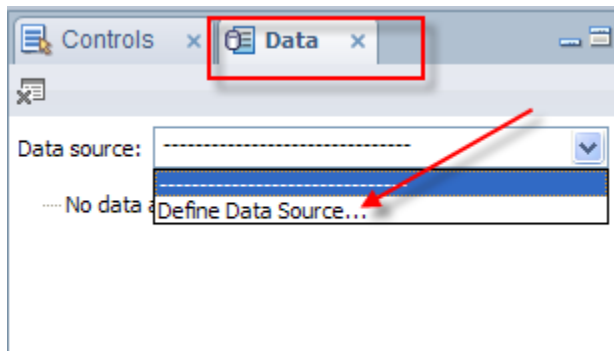 Controls Data
Data source: --------------------------------
--------------------------------
No data a
Define Data Source...